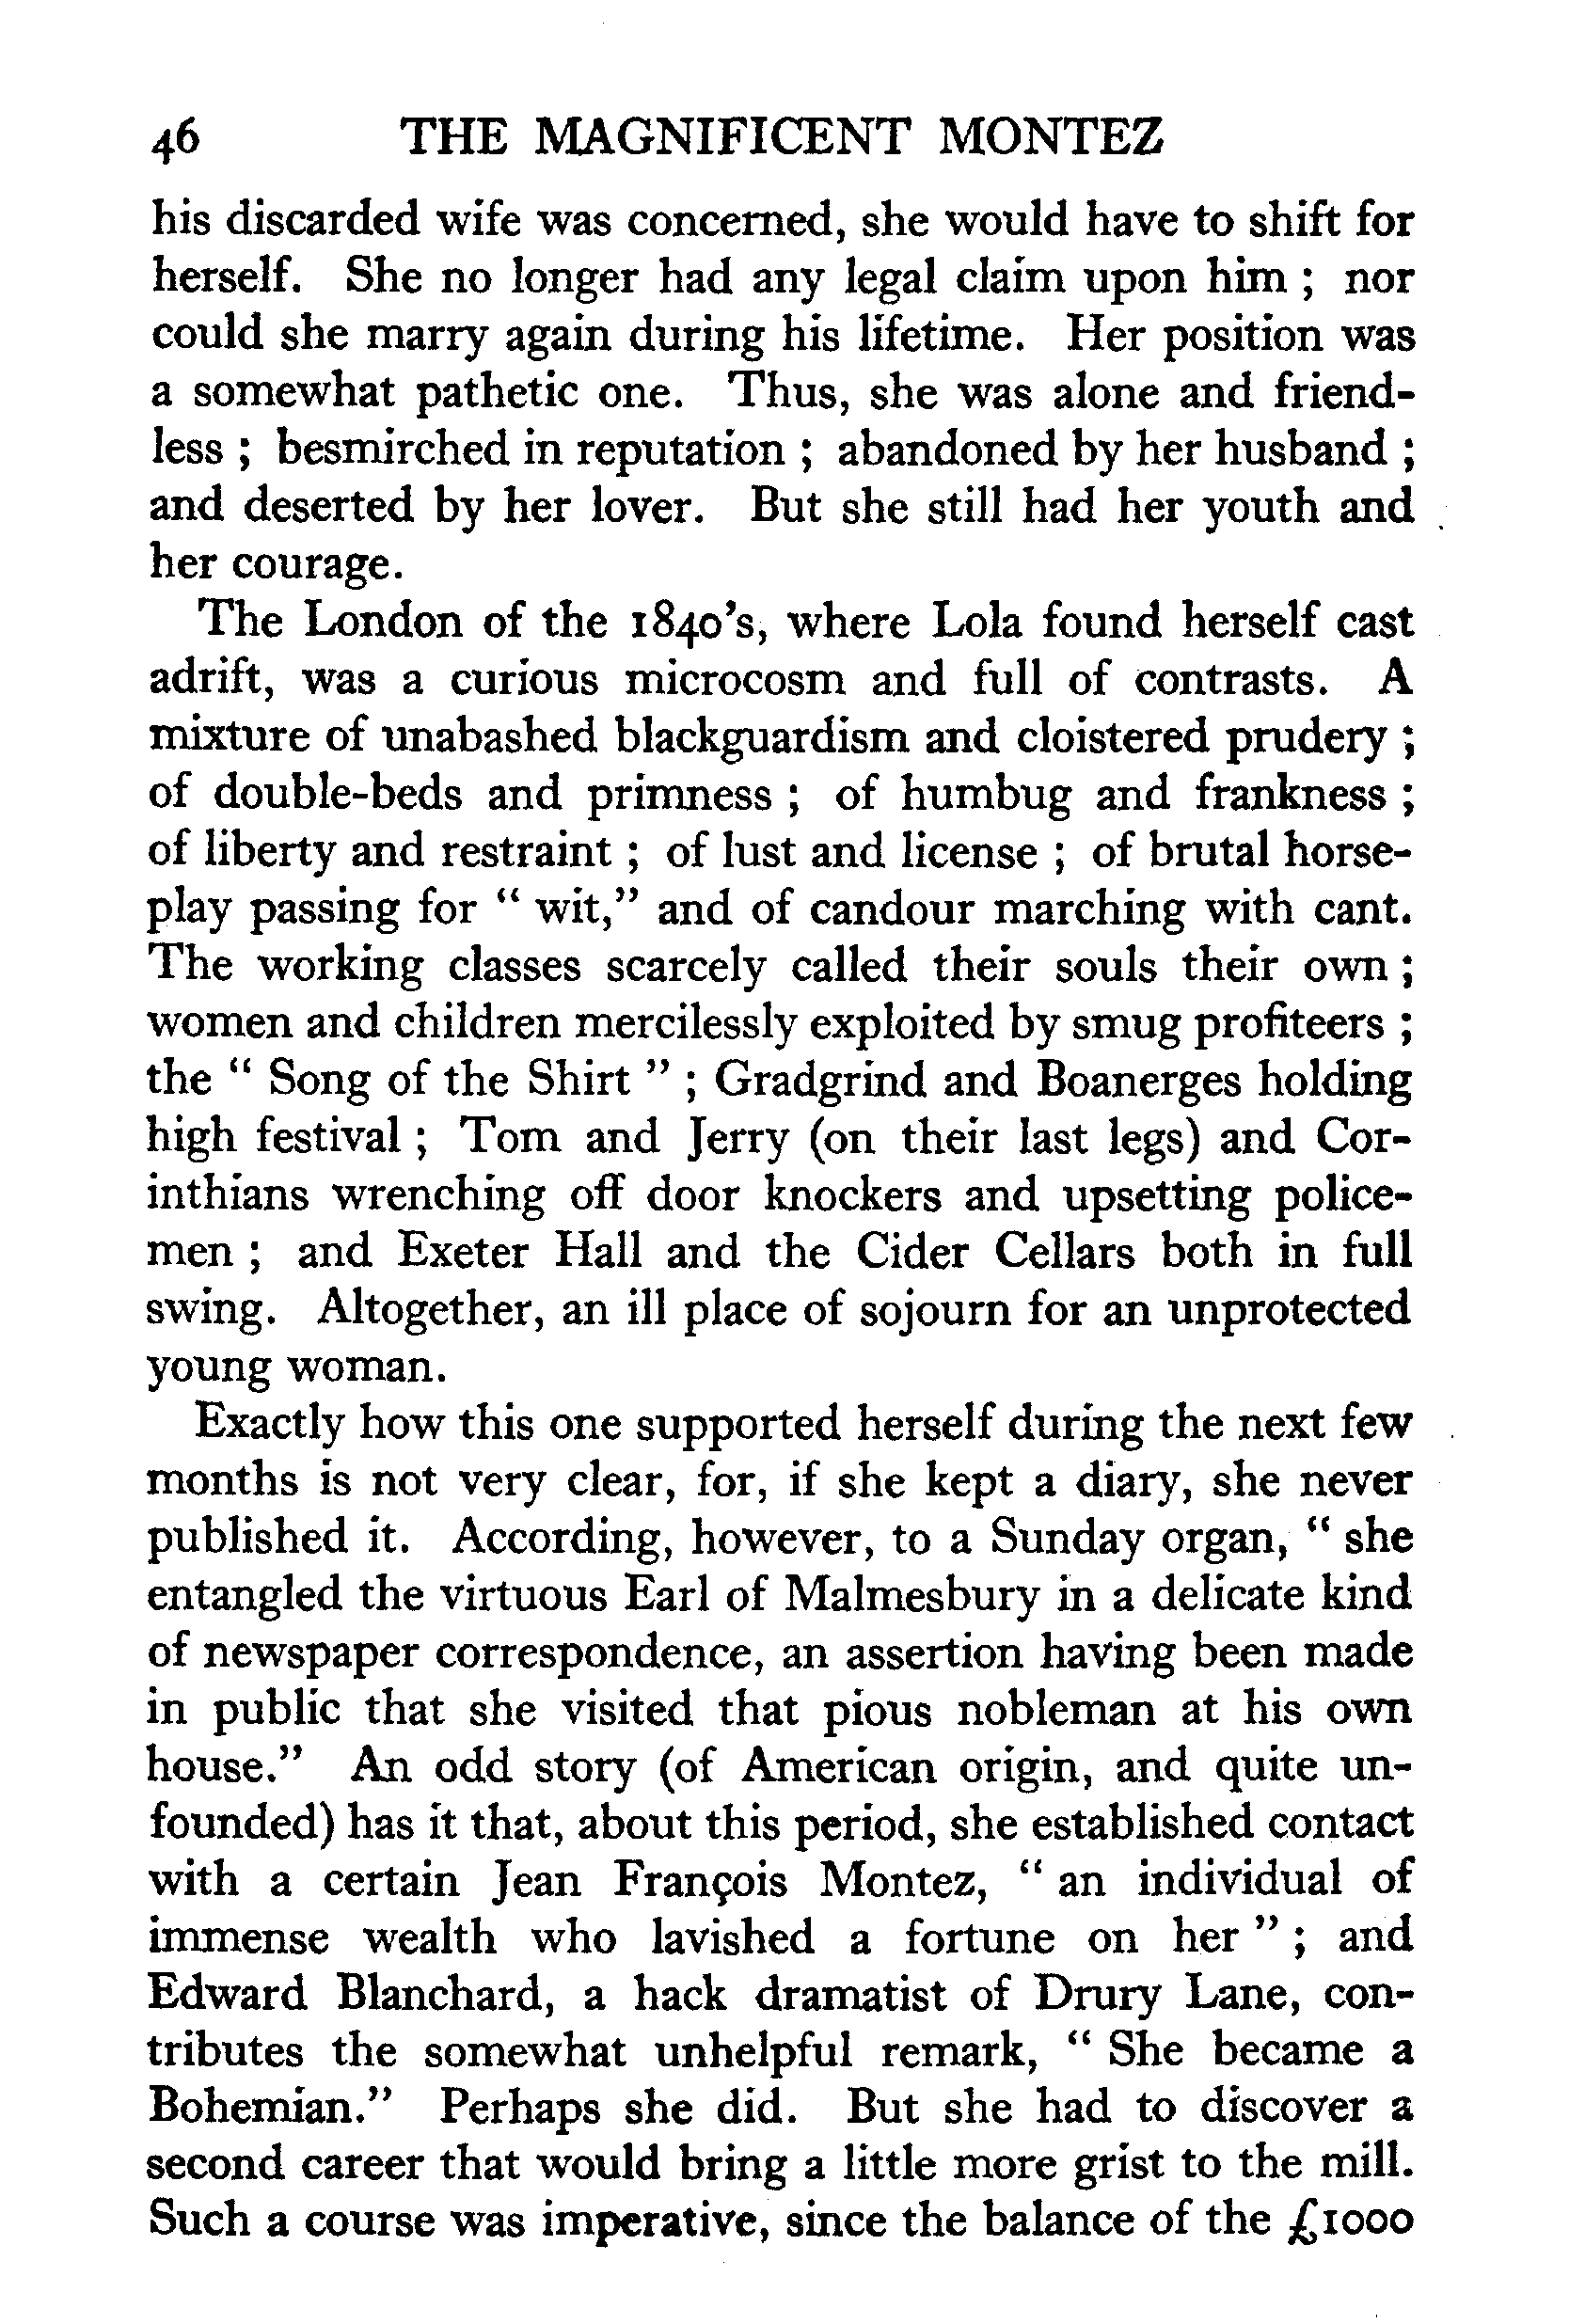 46 THE MAGNIFICENT MONTEZ
his discarded wife was concerned, she would have to shift for
herself. She no longer had any legal claim upon him ; nor
could she marry again during his lifetime. Her position was
a somewhat pathetic one. Thus, she was alone and friend-
less ; besmirched in reputation ; abandoned by her husband ;
and deserted by her lover. But she still had her youth and
her courage.
The London of the 1840's, where Lola found herself cast
adrift, was a curious microcosm and full of contrasts. A
mixture of unabashed blackguardism and cloistered prudery ;
of double-beds and primness ; of humbug and frankness ;
of liberty and restraint ; of lust and license ; of brutal horse-
play passing for " wit," and of candour marching with cant.
The working classes scarcely called their souls their own ;
women and children mercilessly exploited by smug profiteers ;
the " Song of the Shirt " ; Gradgrind and Boanerges holding
high festival ; Tom and Jerry (on their last legs) and Cor-
inthians wrenching off door knockers and upsetting police-
men ; and Exeter Hall and the Cider Cellars both in full
swing. Altogether, an ill place of sojourn for an unprotected
young woman.
Exactly how this one supported herself during the next few
months is not very clear, for, if she kept a diary, she never
published it. According, however, to a Sunday organ, " she
entangled the virtuous Earl of Malmesbury in a delicate kind
of newspaper correspondence, an assertion having been made
in public that she visited that pious nobleman at his own
house." An odd story (of American origin, and quite un-
founded) has it that, about this period, she established contact
with a certain Jean François Montez, " an individual of
immense wealth who lavished a fortune on her " ; and
Edward Blanchard, a hack dramatist of Drury Lane, con-
tributes the somewhat unhelpful remark, " She became a
Bohemian." Perhaps she did. But she had to discover a
second career that would bring a little more grist to the mill.
Such a course was imperative, since the balance of the £1000